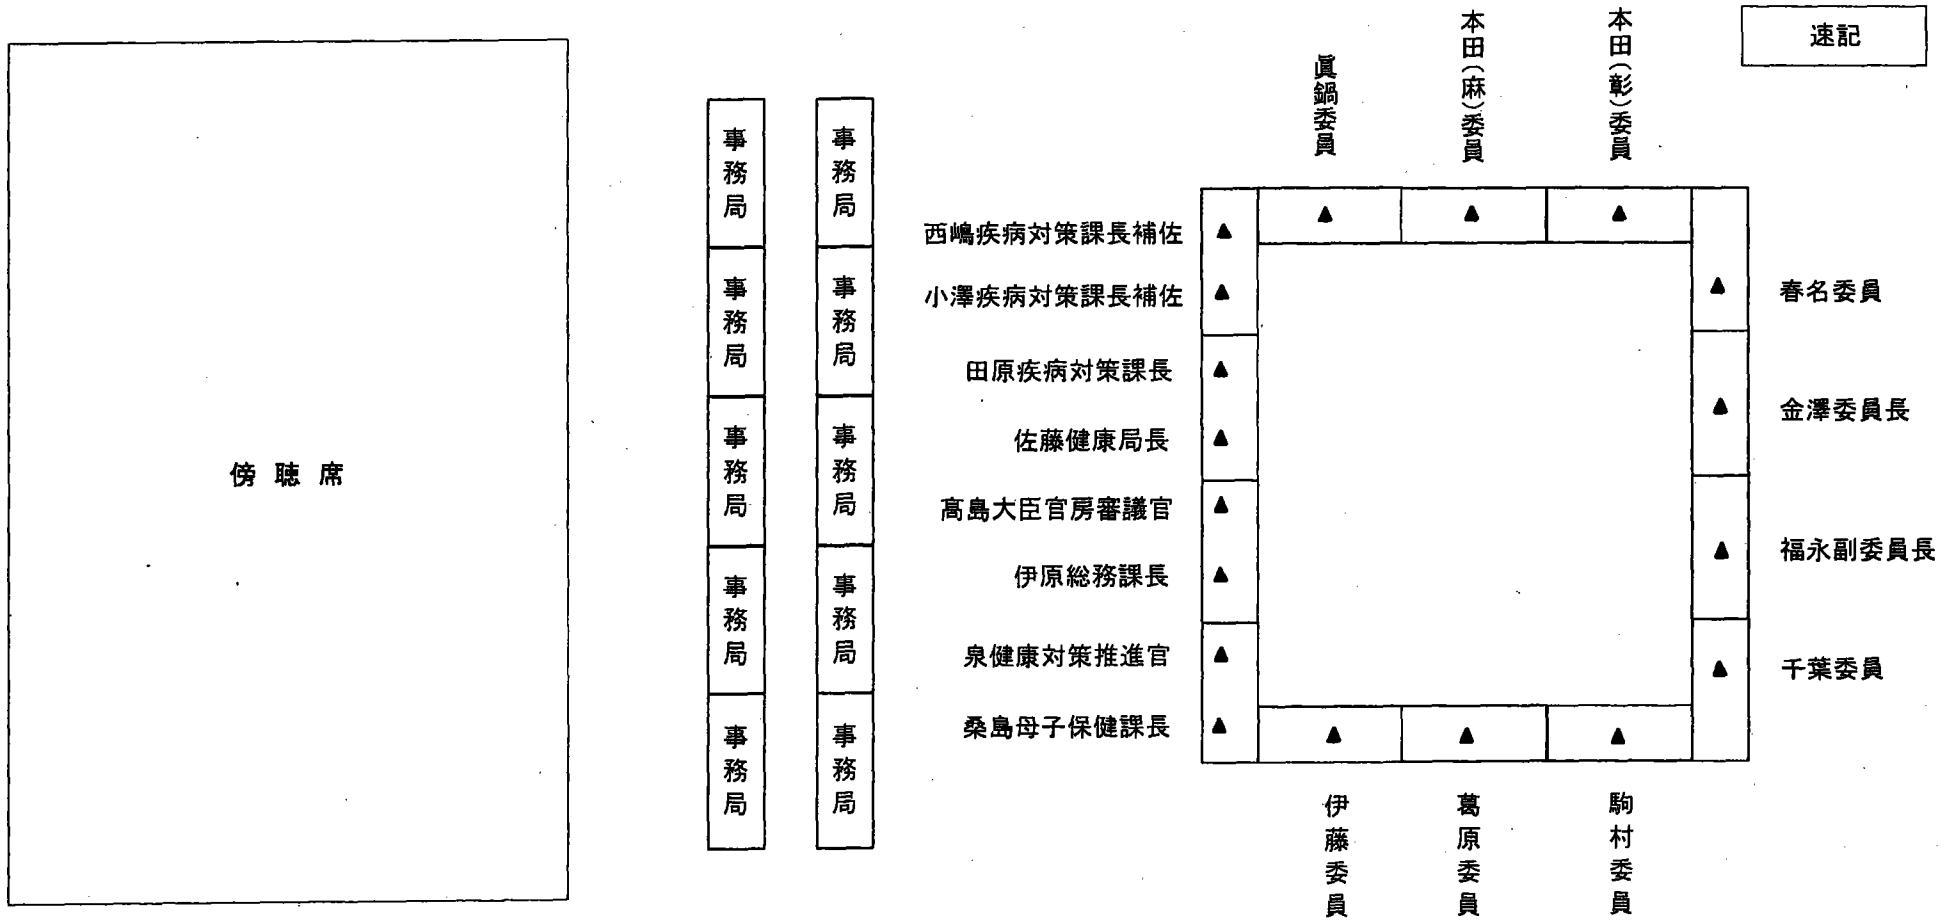 速記
眞鍋委員
本田(麻)委員
本田(彰)委員
傍聴席
事務局
事務局
事務局
事務局
事務局
事務局
事務局
事務局
事務局
事務局
西嶋疾病対策課長補佐
小澤疾病対策課長補佐
田原疾病対策課長
佐藤健康局長
髙島大臣官房審議官
伊原総務課長
泉健康対策推進官
桑島母子保健課長
春名委員
金澤委員長
福永副委員長
千葉委員
伊藤委員
葛原委員
駒村委員